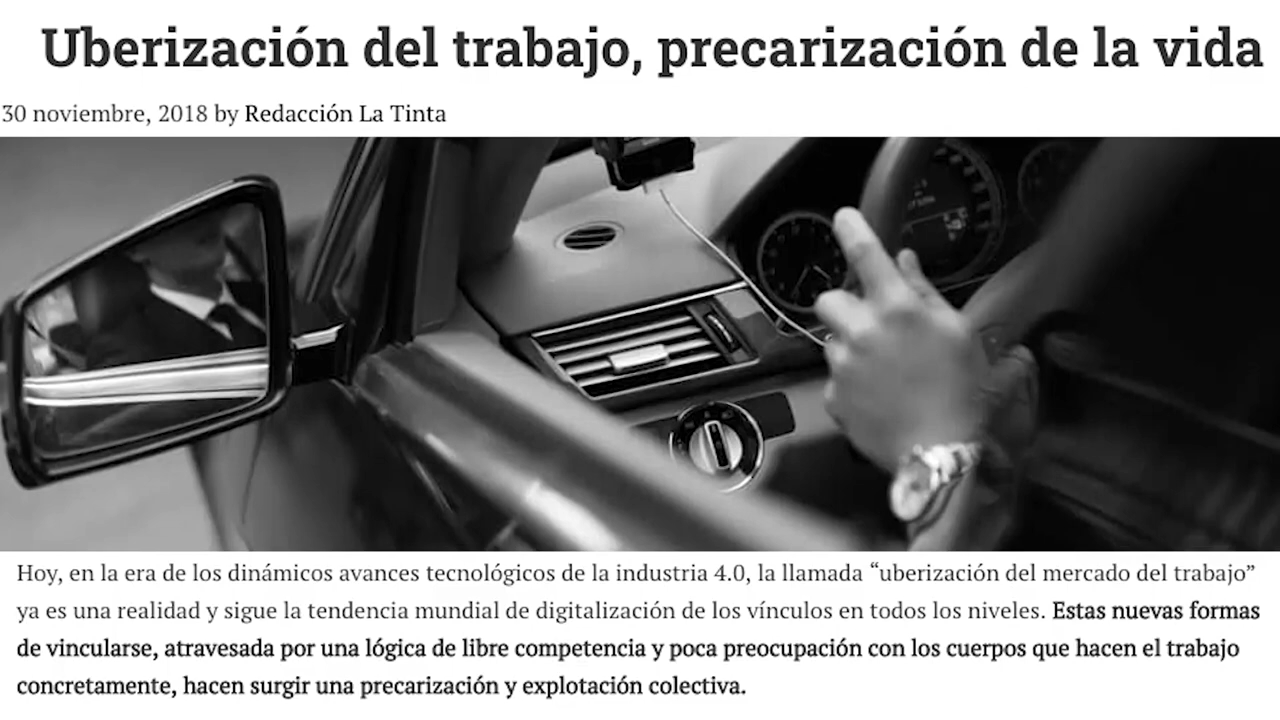 Uberización del trabajo, precarización de la vida
30 noviembre, 2018 by Redacción La Tinta
Hoy, en la era de los dinámicos avances tecnológicos de la industria 4.0, la llamada “uberización del mercado del trabajo”
ya es una realidad y sigue la tendencia mundial de digitalización de los vínculos en todos los niveles. Estas nuevas formas
de vincularse, atravesada por una lógica de libre competencia y poca preocupación con los cuerpos que hacen el trabajo
concretamente, hacen surgir una precarización y explotación colectiva.